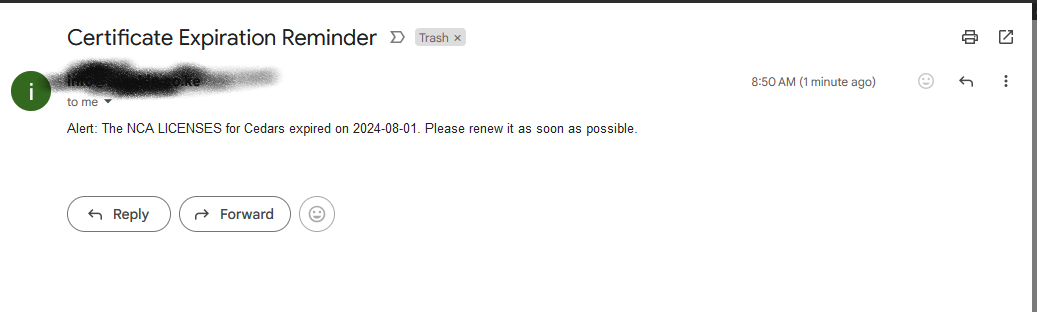 Certificate Expiration Reminder
Trash ×
i
8:50 AM (1 minute ago)
to me
Alert: The NCA LICENSES for Cedars expired on 2024-08-01. Please renew it as soon as possible.
Reply
Forward